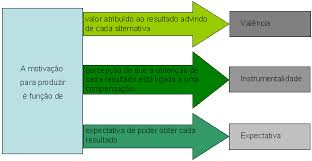 A motivação
para produzir
é função de
valor atribuído ao resultado advindo
de cada alternativa
Valência
percepção de que a obtenção de
cada resultado está ligada a uma
compensação
Instrumentalidade
expectativa de poder obter cada
resultado
Expectativa